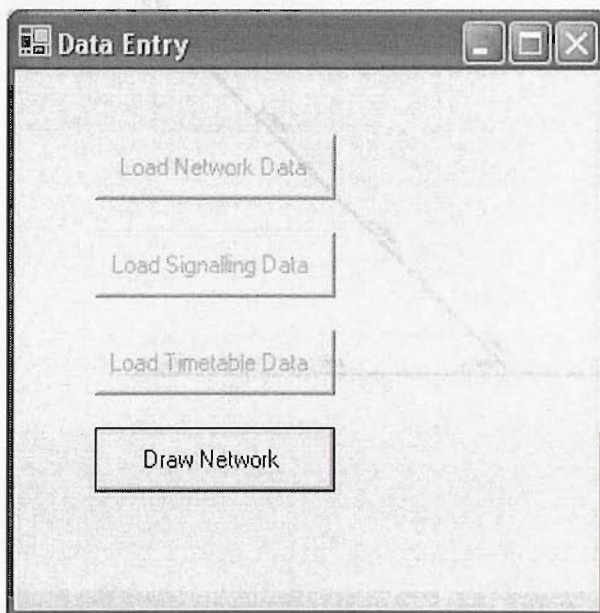 Data Entry
Load Network Data
Load Signalling Data
Load Timetable Data
Draw Network